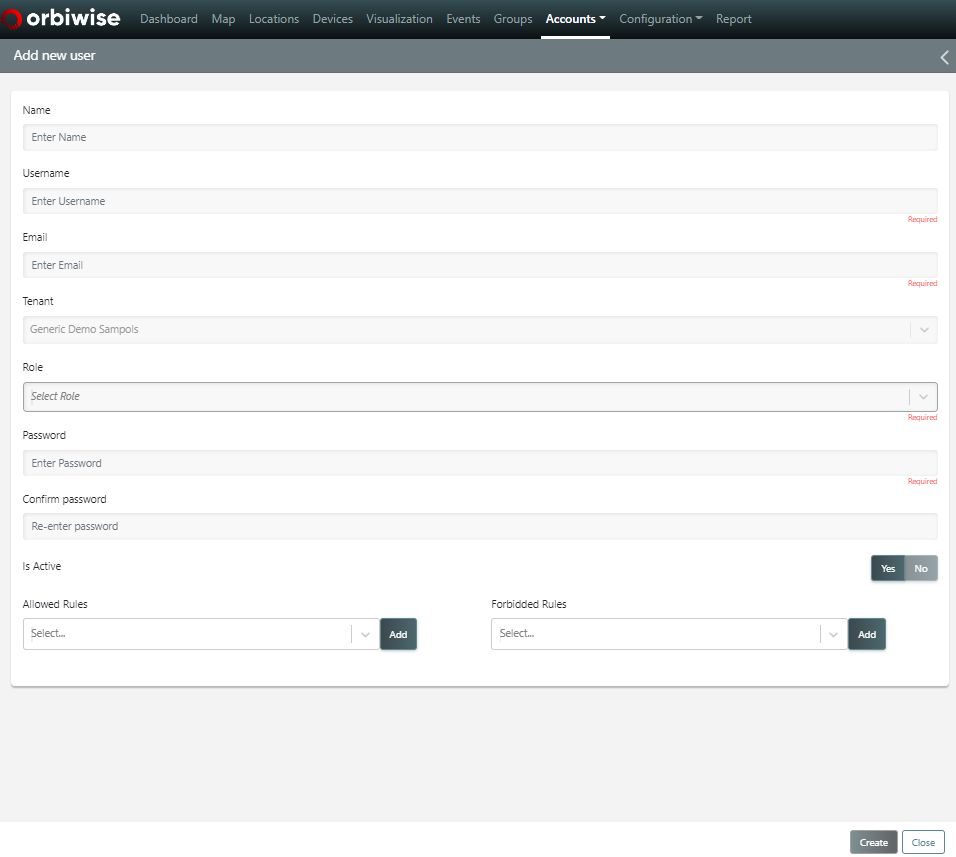 orbiwise Dashboard Map Locations Devices Visualization Events Groups Accounts Configuration Report
Add new user
Name
Enter Name
Username
Enter Username
Required
Email
Enter Email
Required
Tenant
Generic Demo Sampols
Role
Select Role
Required
Password
Enter Password
Required
Confirm password
Re-enter password
Is Active Yes No
Allowed Rules Forbidded Rules
Select... Add Select... Add
Create Close